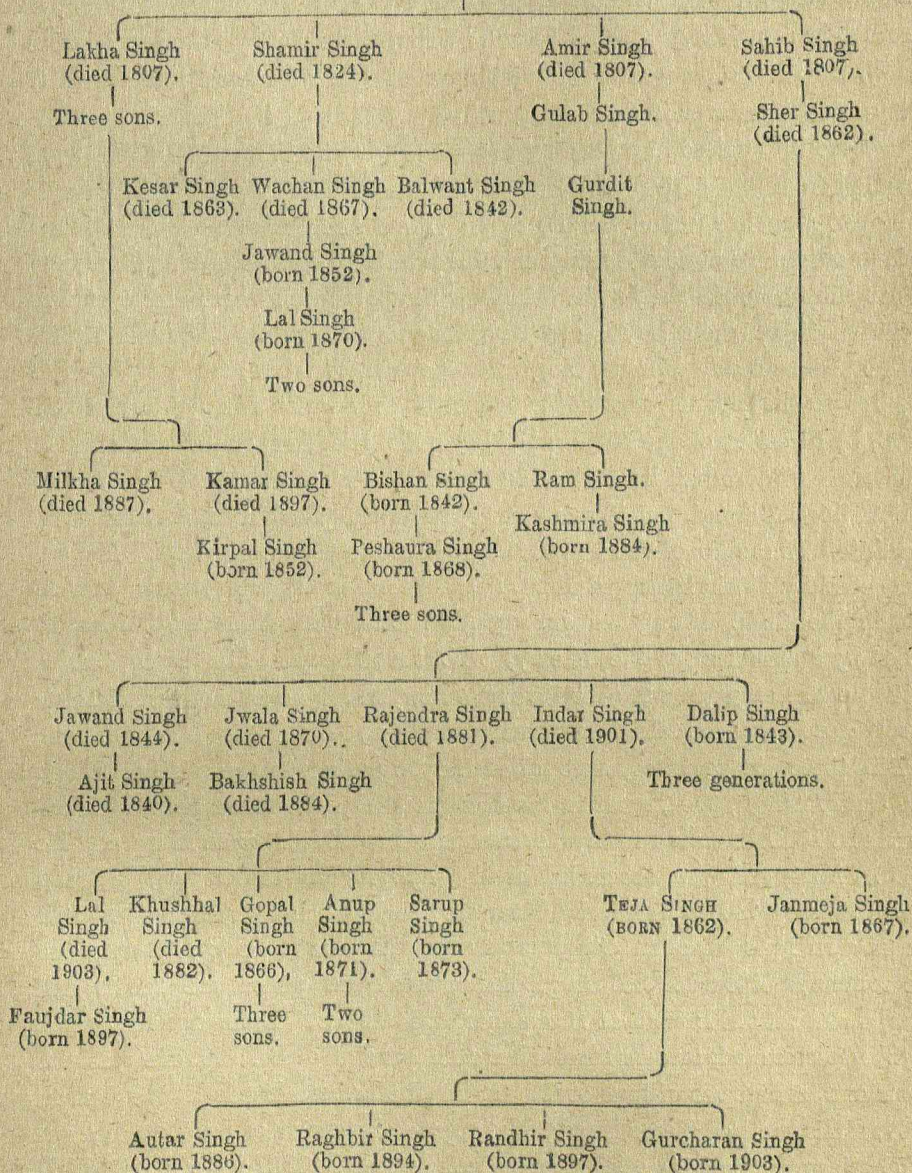 Lakha Singh Shamir Singh Amir Singh Sahib Singh
(died 1807). (died 1824). (died 1807). (died 1807).
Three sons. Gulab Singh. Sher Singh
(died 1862).
Kesar Singh Wachan Singh Balwant Singh Gurdit
(died 1863). (died 1867). (died 1842). Singh.
Jawand Singh
(born 1852).
Lal Singh
(born 1870).
Two sons.
Milkha Singh Kamar Singh Bishan Singh Ram Singh.
(died 1887). (died 1897). (born 1842).
Kashmira Singh
Kirpal Singh Peshaura Singh (born 1884).
(born 1852). (born 1868).
Three sons.
Jawand Singh Jwala Singh Rajendra Singh Indar Singh Dalip Singh
(died 1844). (died 1870). (died 1881). (died 1901). (born 1843).
Ajit Singh Bakhshish Singh Three generations.
(died 1840). (died 1884).
Lal Khushhal Gopal Anup Sarup TEJA SINGH Janmeja Singh
Singh Singh Singh Singh Singh (BORN 1862). (born 1867).
(died (died (born (born (born
1903). 1882). 1866), 1871). 1873).
Faujdar Singh Three Two
(born 1897). sons. sons.
Autar Singh Raghbir Singh Randhir Singh Gurcharan Singh
(born 1886). (born 1894). (born 1897). (born 1903).